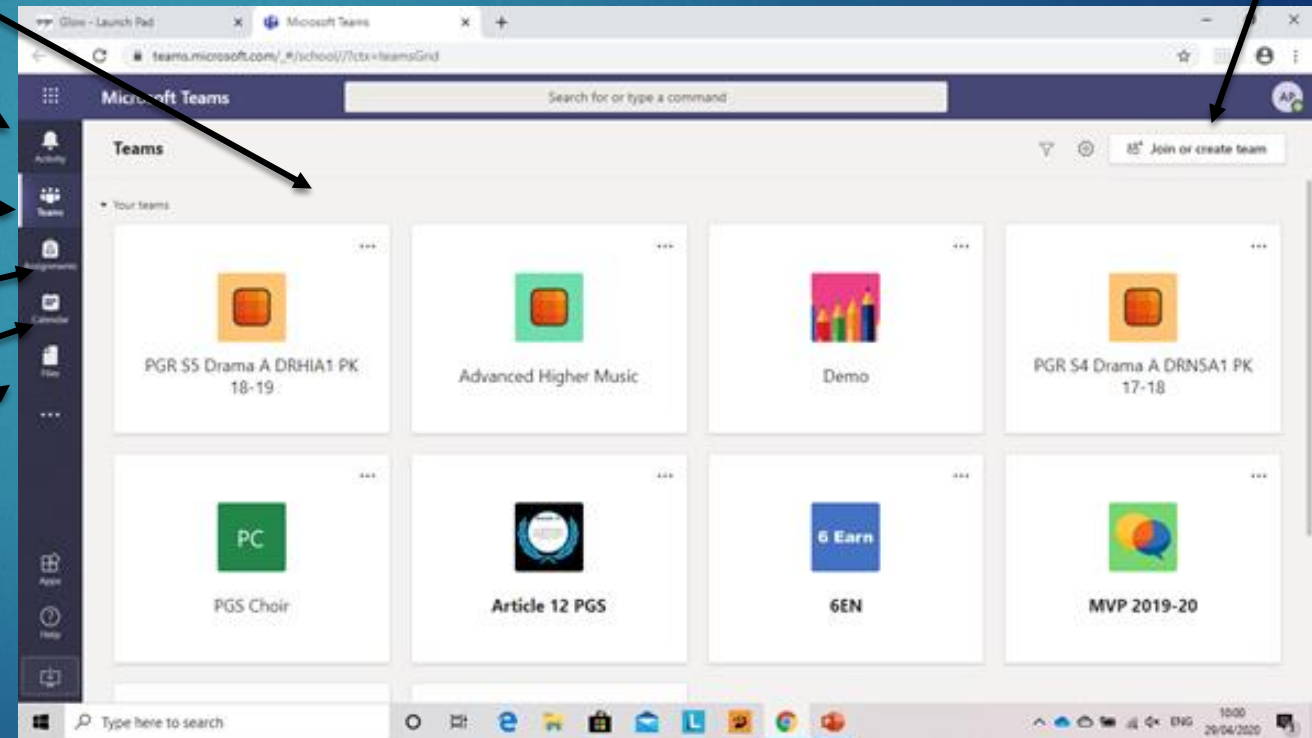 Glow - Launch Pad
Microsoft Teams
teams.microsoft.com/_#/school//?ctx=teamsGrid
Microsoft Teams
Search for or type a command
AP
Activity
Teams
Assignments
Calendar
Files
Apps
Help
Teams
Join or create team
Your teams
PGR S5 Drama A DRHIA1 PK
18-19
Advanced Higher Music
Demo
PGR S4 Drama A DRNSA1 PK
17-18
PC
PGS Choir
Article 12 PGS
6 Earn
6EN
MVP 2019-20
Type here to search
ENG
10:00
29/04/2020